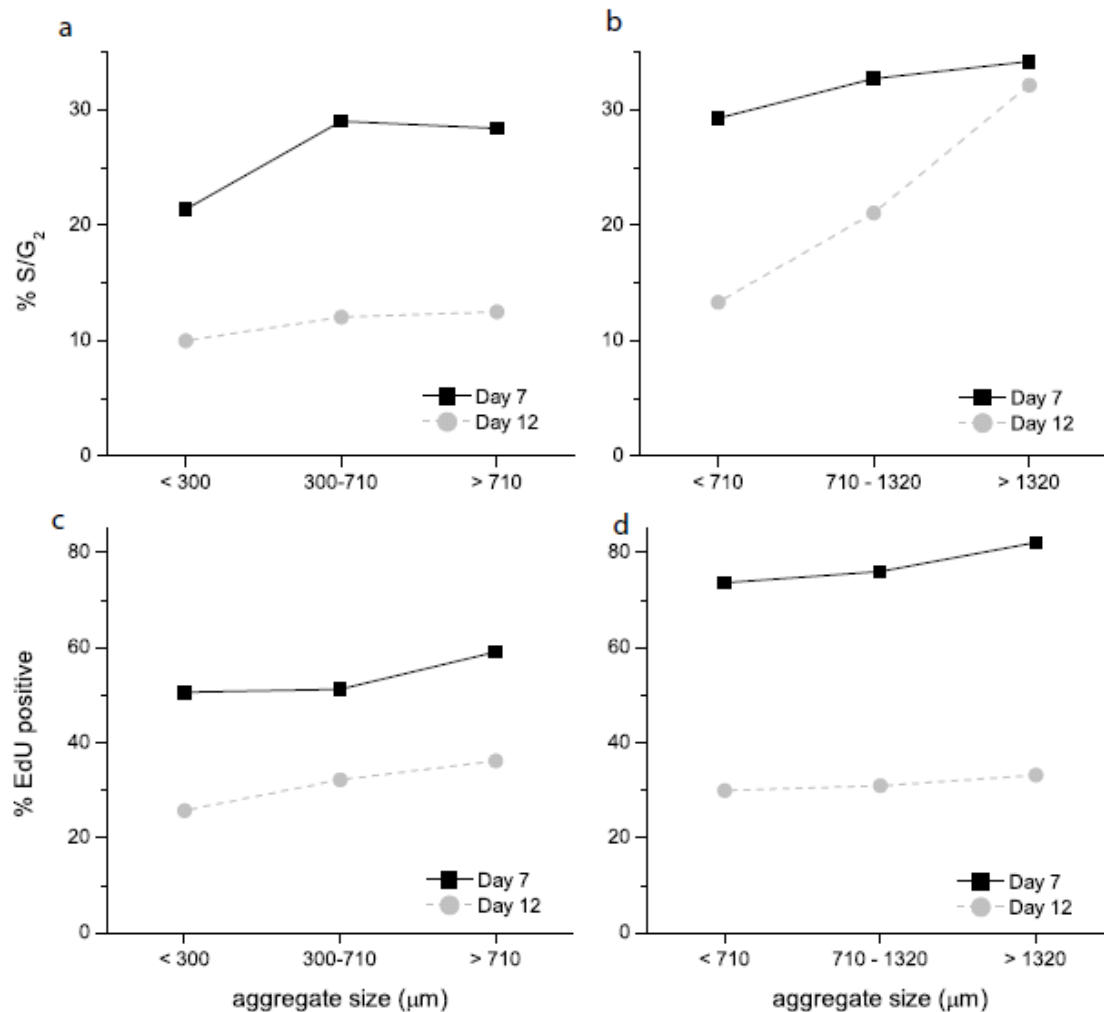 a
b
30
20
10
0
% S/G₂
Day 7
Day 12
< 300
300-710
> 710
30
20
10
0
Day 7
Day 12
< 710
710 - 1320
> 1320
c
d
80
60
40
20
0
% EdU positive
Day 7
Day 12
< 300
300-710
> 710
aggregate size (μm)
80
60
40
20
0
Day 7
Day 12
< 710
710 - 1320
> 1320
aggregate size (μm)